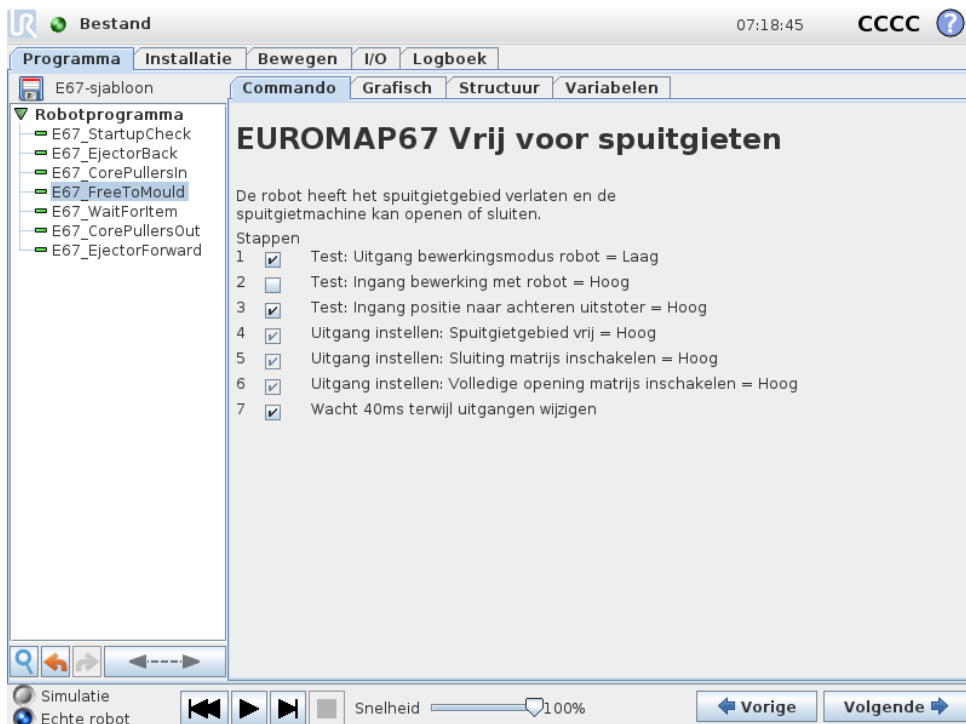 UR Bestand 07:18:45 CCCC ?
Programma Installatie Bewegen I/O Logboek
E67-sjabloon
Commando Grafisch Structuur Variabelen
Robotprogramma
E67_StartupCheck
E67_EjectorBack
E67_CorePullersIn
E67_FreeToMould
E67_WaitForItem
E67_CorePullersOut
E67_EjectorForward
EUROMAP67 Vrij voor spuitgieten
De robot heeft het spuitgietgebied verlaten en de
spuitgietmachine kan openen of sluiten.
Stappen
1 Test: Uitgang bewerkingsmodus robot = Laag
2 Test: Ingang bewerking met robot = Hoog
3 Test: Ingang positie naar achteren uitstoter = Hoog
4 Uitgang instellen: Spuitgietgebied vrij = Hoog
5 Uitgang instellen: Sluiting matrijs inschakelen = Hoog
6 Uitgang instellen: Volledige opening matrijs inschakelen = Hoog
7 Wacht 40ms terwijl uitgangen wijzigen
Simulatie
Echte robot
Snelheid 100%
Vorige Volgende